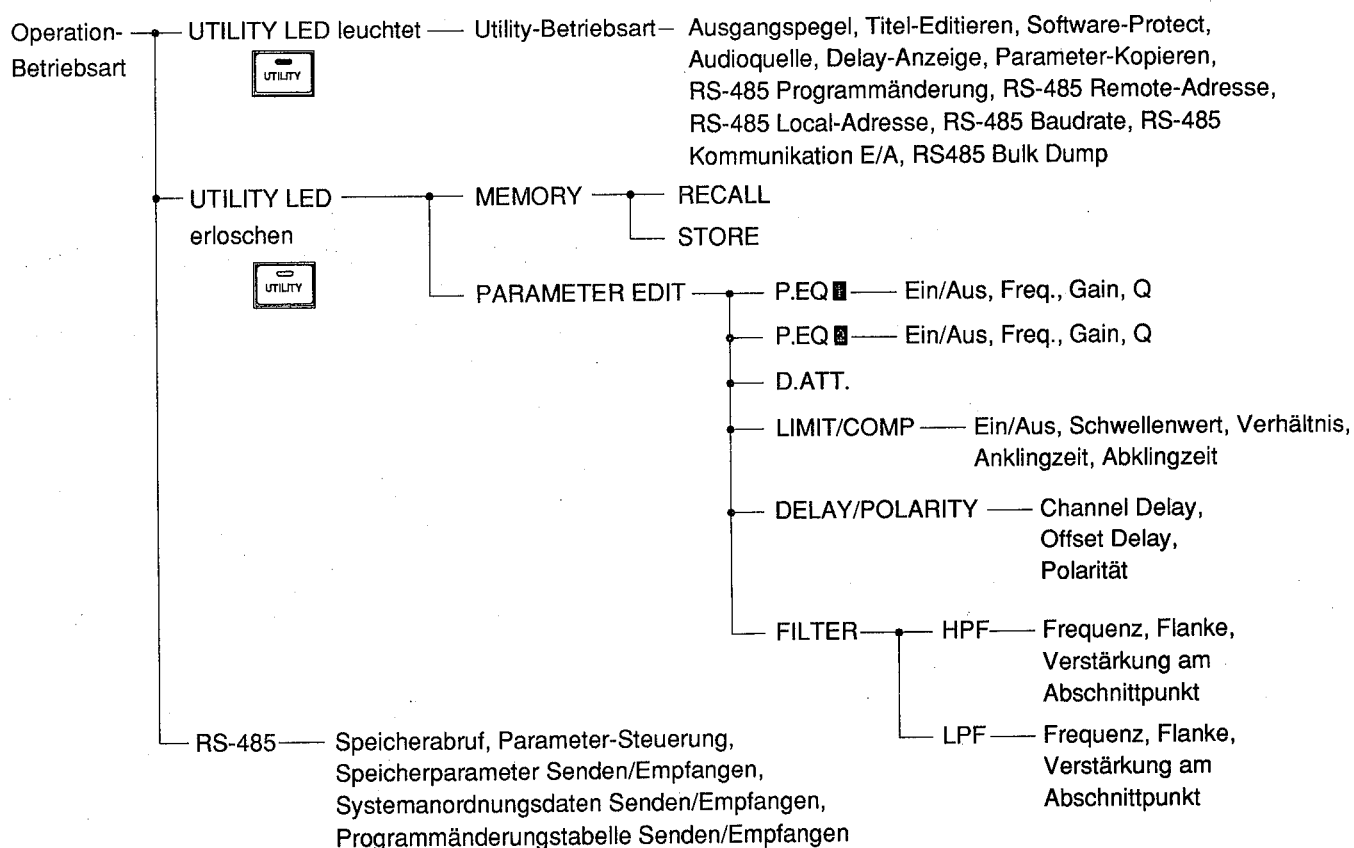 Operation-
Betriebsart
UTILITY LED leuchtet
UTILITY
Utility-Betriebsart
Ausgangspegel, Titel-Editieren, Software-Protect,
Audioquelle, Delay-Anzeige, Parameter-Kopieren,
RS-485 Programmänderung, RS-485 Remote-Adresse,
RS-485 Local-Adresse, RS-485 Baudrate, RS-485
Kommunikation E/A, RS485 Bulk Dump
UTILITY LED
erloschen
UTILITY
MEMORY
RECALL
STORE
PARAMETER EDIT
P.EQ 1 Ein/Aus, Freq., Gain, Q
P.EQ 2 Ein/Aus, Freq., Gain, Q
D.ATT.
LIMIT/COMP Ein/Aus, Schwellenwert, Verhältnis,
Anklingzeit, Abklingzeit
DELAY/POLARITY Channel Delay,
Offset Delay,
Polarität
FILTER HPF Frequenz, Flanke,
Verstärkung am
Abschnittpunkt
LPF Frequenz, Flanke,
Verstärkung am
Abschnittpunkt
RS-485 Speicherabruf, Parameter-Steuerung,
Speicherparameter Senden/Empfangen,
Systemanordnungsdaten Senden/Empfangen,
Programmänderungstabelle Senden/Empfangen